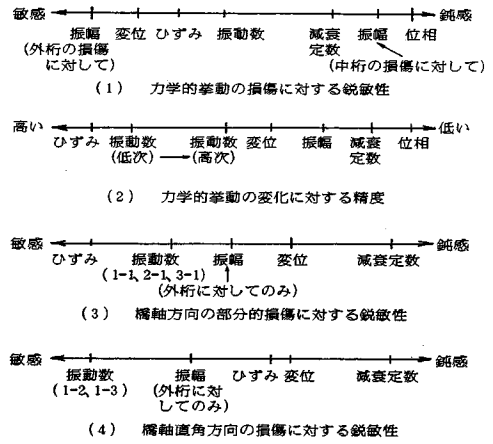 敏感 鈍感
振幅 変位 ひずみ 振動数 減衰 振幅 位相
(外桁の損傷 定数
に対して) (中桁の損傷に対して)
(1) 力学的挙動の損傷に対する鋭敏性
高い 低い
ひずみ 振動数 振動数 変位 振幅 減衰 位相
(低次) (高次) 定数
(2) 力学的挙動の変化に対する精度
敏感 鈍感
ひずみ 振動数 振幅 変位 減衰定数
(1-1、2-1、3-1)
(外桁に対してのみ)
(3) 橋軸方向の部分的損傷に対する鋭敏性
敏感 鈍感
振動数 振幅 ひずみ 変位 減衰定数
(1-2、1-3) (外桁に対
してのみ)
(4) 橋軸直角方向の損傷に対する鋭敏性